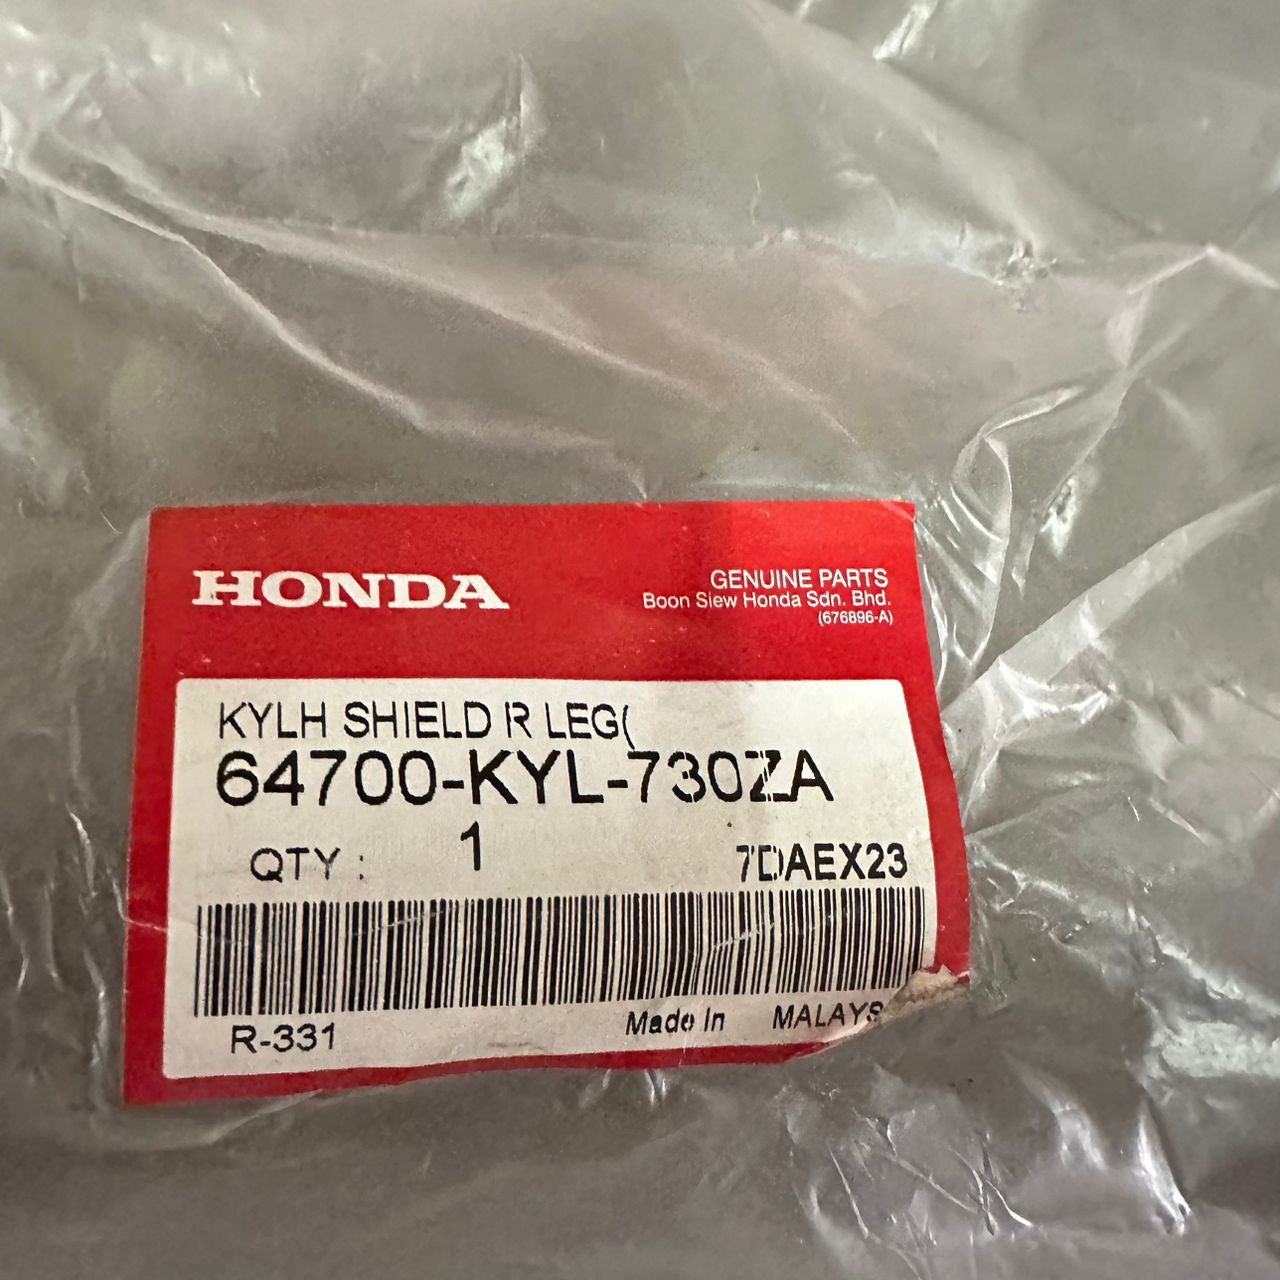 HONDA
GENUINE PARTS
Boon Siew Honda Sdn. Bhd.
(676896-A)
KYLH SHIELD R LEG(
64700-KYL-730ZA
QTY : 1
7DAEX23
R-331
Made In MALAYS